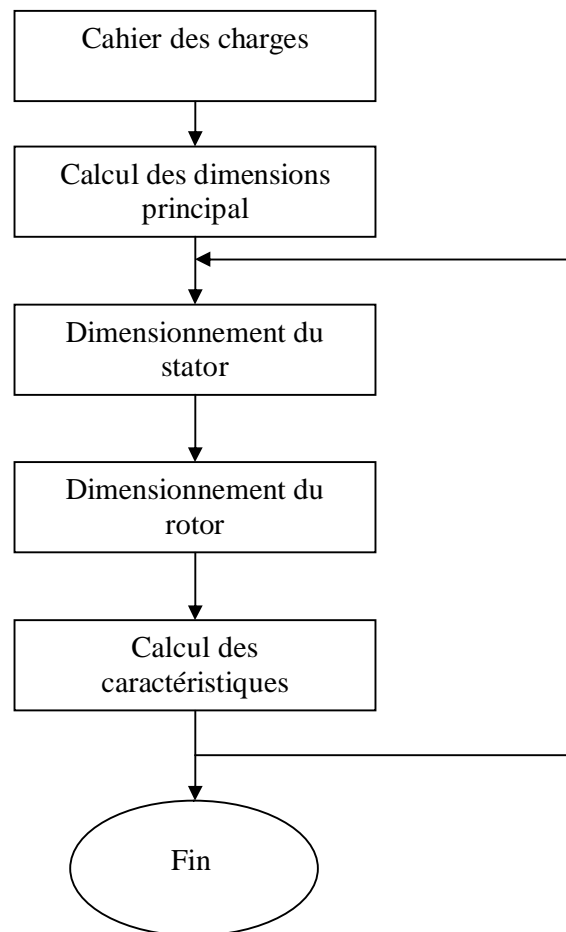 Cahier des charges
Calcul des dimensions
principal
Dimensionnement du
stator
Dimensionnement du
rotor
Calcul des
caractéristiques
Fin